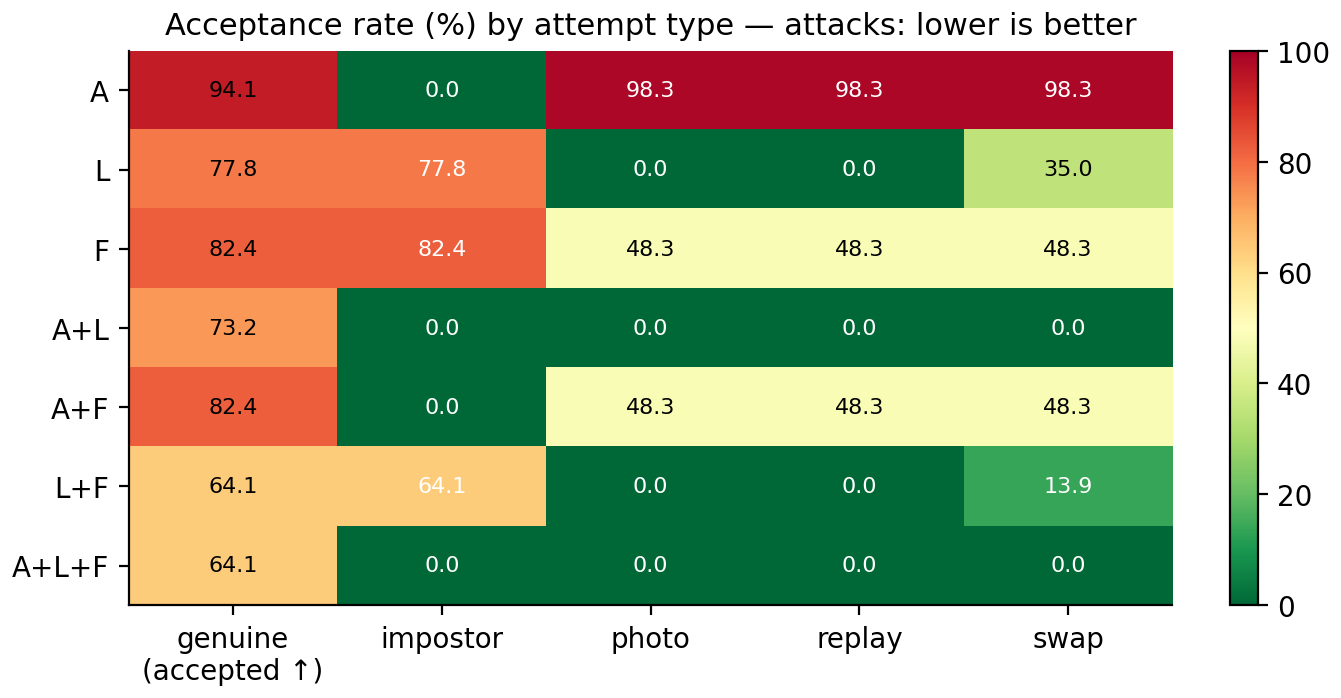 Acceptance rate (%) by attempt type — attacks: lower is better
A 94.1 0.0 98.3 98.3 98.3
L 77.8 77.8 0.0 0.0 35.0
F 82.4 82.4 48.3 48.3 48.3
A+L 73.2 0.0 0.0 0.0 0.0
A+F 82.4 0.0 48.3 48.3 48.3
L+F 64.1 64.1 0.0 0.0 13.9
A+L+F 64.1 0.0 0.0 0.0 0.0
genuine impostor photo replay swap
(accepted ↑)
100
80
60
40
20
0